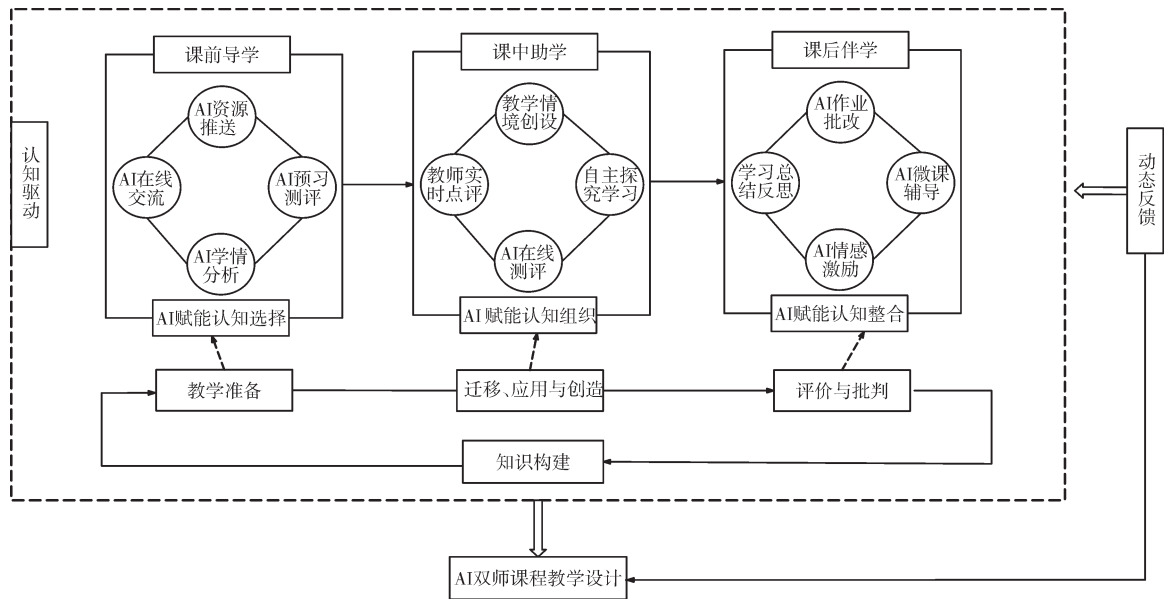 课前导学
课中助学
课后伴学
AI资源
推送
AI在线
交流
AI预习
测评
AI学情
分析
教学情
境创设
教师实
时点评
自主探
究学习
AI在线
测评
AI作业
批改
学习总
结反思
AI微课
辅导
AI情感
激励
认知驱动
动态反馈
AI赋能认知选择
AI赋能认知组织
AI赋能认知整合
教学准备
迁移、应用与创造
评价与批判
知识构建
AI双师课程教学设计